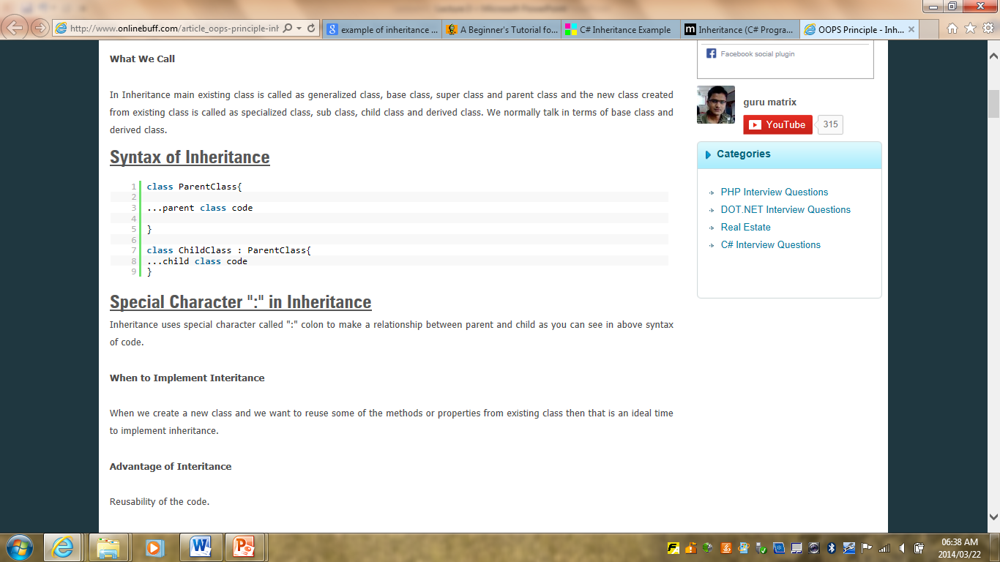 http://www.onlinebuff.com/article_oops-principle-inh
example of inheritance ...
A Beginner's Tutorial fo...
C# Inheritance Example
m Inheritance (C# Progra...
OOPS Principle - Inh...
What We Call
In Inheritance main existing class is called as generalized class, base class, super class and parent class and the new class created
from existing class is called as specialized class, sub class, child class and derived class. We normally talk in terms of base class and
derived class.
Syntax of Inheritance
1 class ParentClass{
2
3 ...parent class code
4
5 }
6
7 class ChildClass : ParentClass{
8 ...child class code
9 }
Special Character ":" in Inheritance
Inheritance uses special character called ":" colon to make a relationship between parent and child as you can see in above syntax
of code.
When to Implement Interitance
When we create a new class and we want to reuse some of the methods or properties from existing class then that is an ideal time
to implement inheritance.
Advantage of Interitance
Reusability of the code.
Facebook social plugin
guru matrix
YouTube 315
Categories
PHP Interview Questions
DOT.NET Interview Questions
Real Estate
C# Interview Questions
06:38 AM
2014/03/22